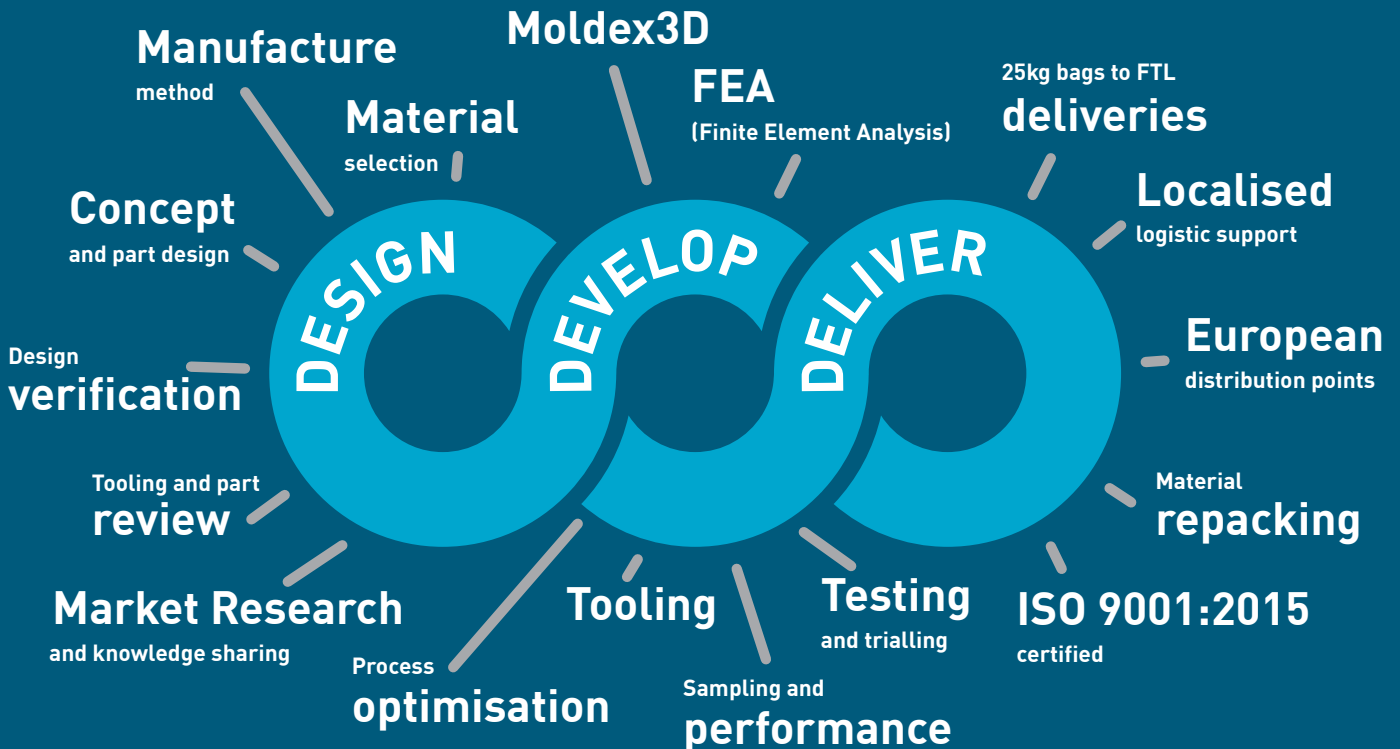 Moldex3D
Manufacture
method
Material
selection
FEA
(Finite Element Analysis)
25kg bags to FTL
deliveries
Concept
and part design
Localised
logistic support
DESIGN
DEVELOP
DELIVER
Design
verification
European
distribution points
Tooling and part
review
Material
repacking
Market Research
and knowledge sharing
Process
optimisation
Tooling
Sampling and
performance
Testing
and trialling
ISO 9001:2015
certified